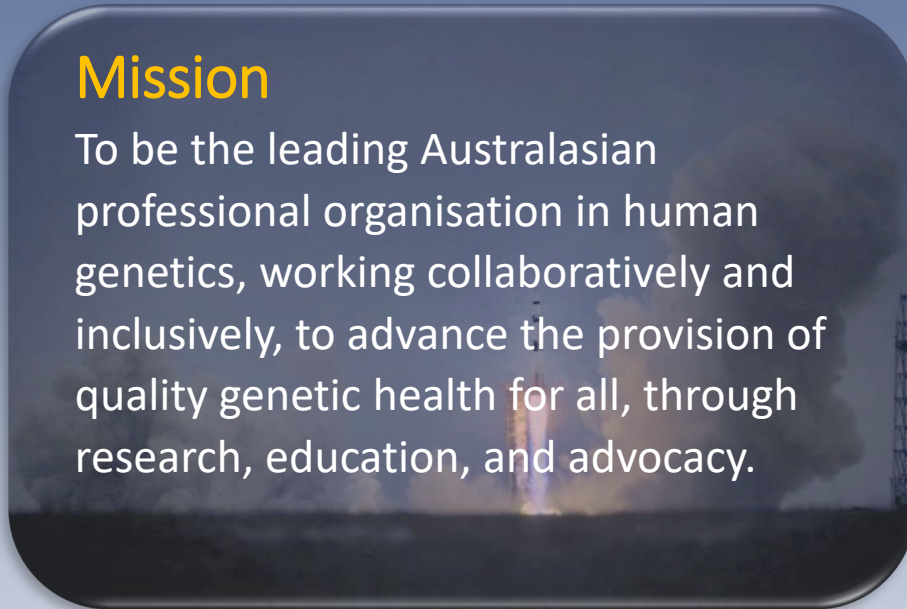 Mission
To be the leading Australasian
professional organisation in human
genetics, working collaboratively and
inclusively, to advance the provision of
quality genetic health for all, through
research, education, and advocacy.